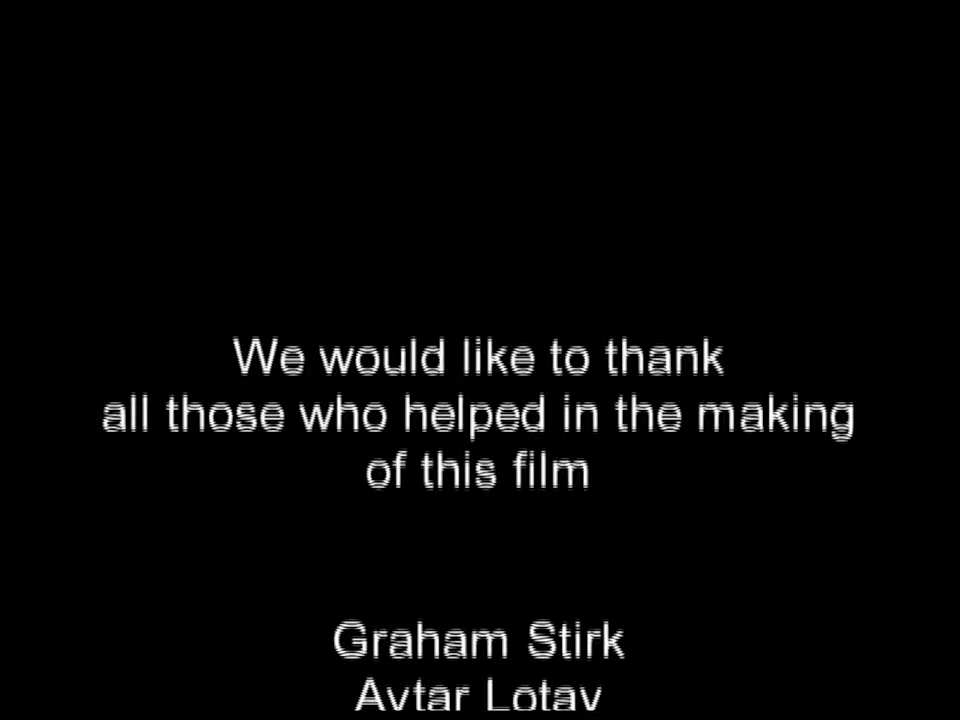 We would like to thank
all those who helped in the making
of this film
Graham Stirk
Avtar Lotay